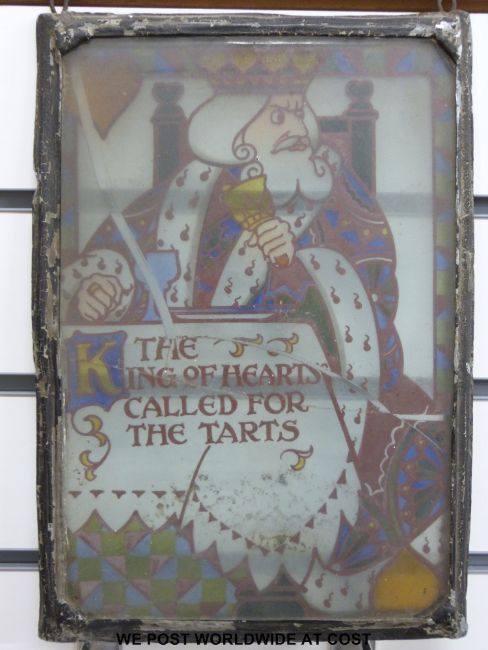 THE
KING OF HEARTS
CALLED FOR
THE TARTS
WE POST WORLDWIDE AT COST